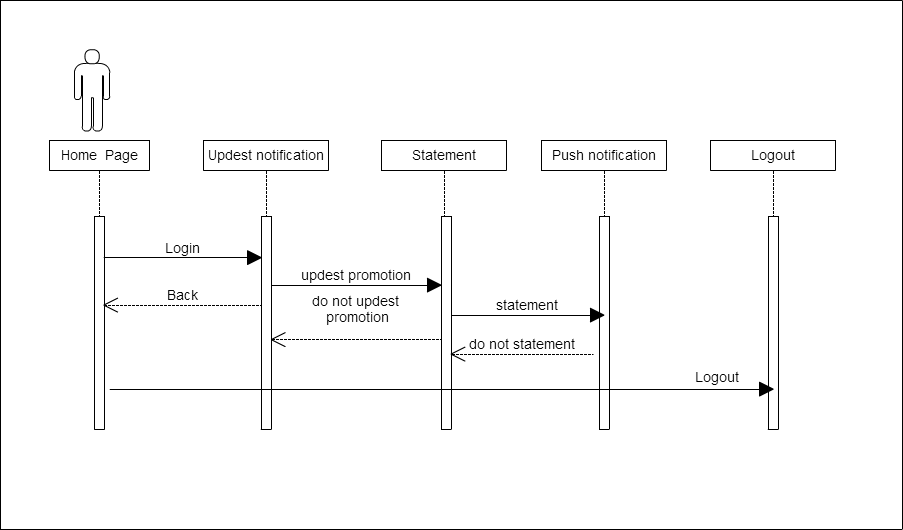 Home  Page
Updest notification
Statement
Push notification
Logout
Login
updest promotion
Back
do not updest
promotion
statement
do not statement
Logout